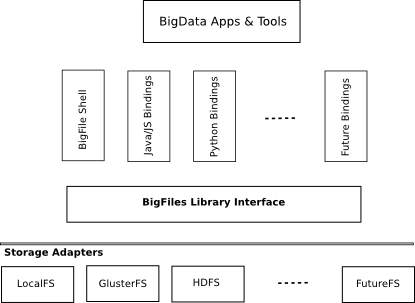 BigData Apps & Tools
BigFile Shell
Java/JS Bindings
Python Bindings
Future Bindings
BigFiles Library Interface
Storage Adapters
LocalFS
GlusterFS
HDFS
FutureFS